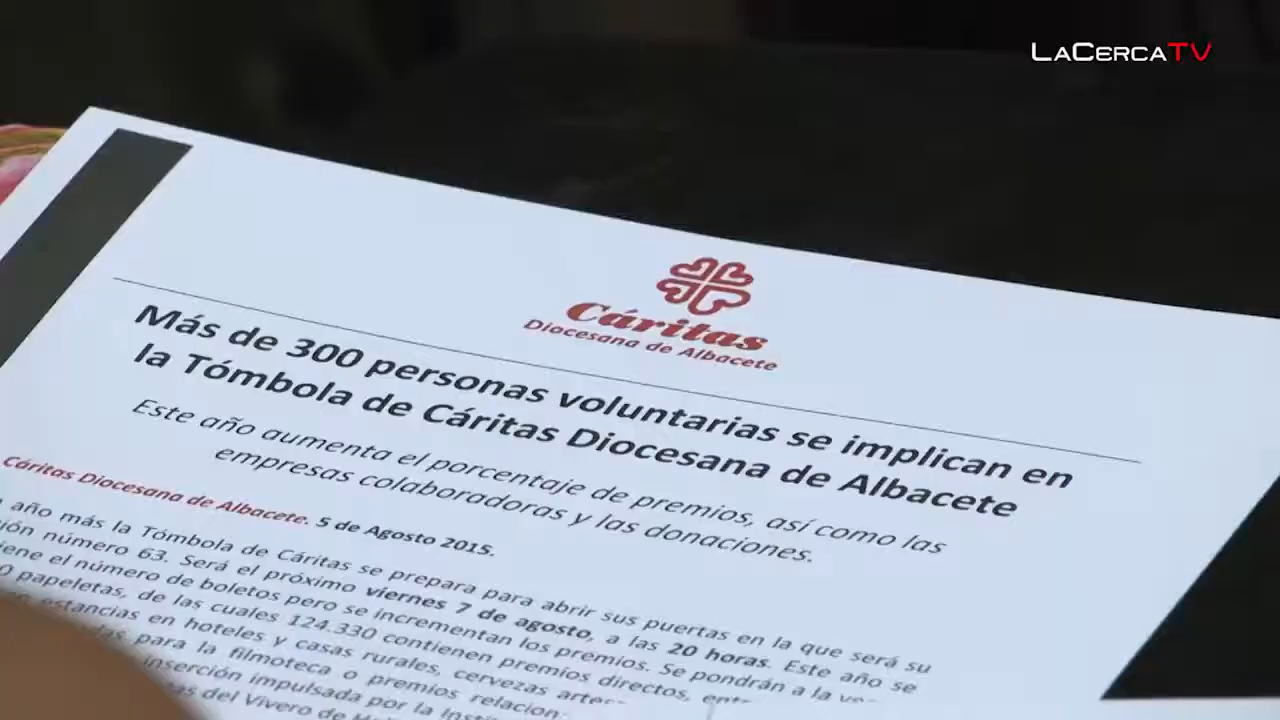 LACERCATV
Cáritas
Diocesana de Albacete
Más de 300 personas voluntarias se implican en
la Tómbola de Cáritas Diocesana de Albacete
Este año aumenta el porcentaje de premios, así como las
empresas colaboradoras y las donaciones.
Cáritas Diocesana de Albacete. 5 de Agosto 2015.
año más la Tómbola de Cáritas se prepara para abrir sus puertas en la que será su
número 63. Será el próximo viernes 7 de agosto, a las 20 horas. Este año se
el número de boletos pero se incrementan los premios. Se pondrán a la
papeletas, de las cuales 124.330 contienen premios directos,
estancias en hoteles y casas rurales, cervezas
para la filmoteca o premios
inserción impulsada por la
del Vivero de